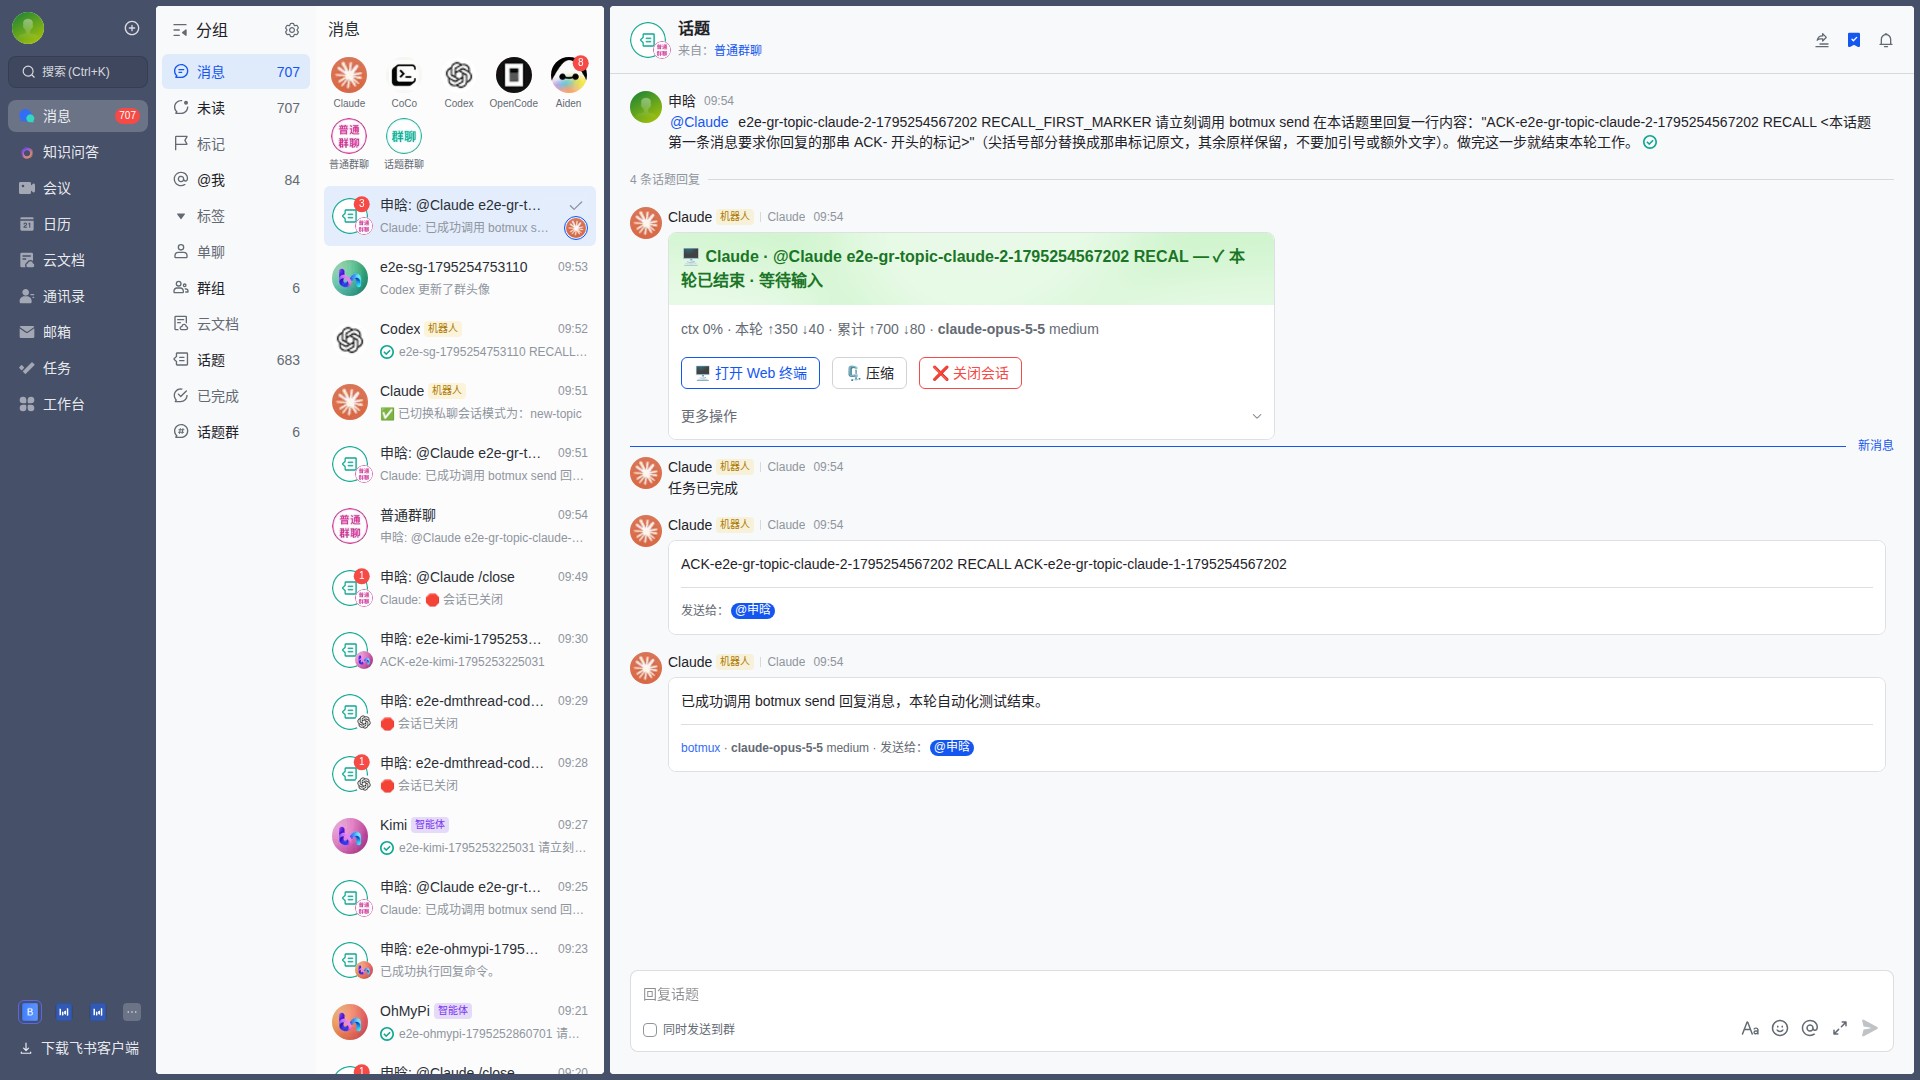 搜索 (Ctrl+K)
消息 707
知识问答
会议
日历
云文档
通讯录
邮箱
任务
工作台
B
下载飞书客户端
分组
消息 707
未读 707
标记
@我 84
标签
单聊
群组 6
云文档
话题 683
已完成
话题群 6
消息
8
Claude CoCo Codex OpenCode Aiden
普通群聊 群聊
普通群聊 话题群聊
3 申晗: @Claude e2e-gr-t...
Claude: 已成功调用 botmux s...
e2e-sg-1795254753110 09:53
Codex 更新了群头像
Codex 机器人 09:52
e2e-sg-1795254753110 RECALL...
Claude 机器人 09:51
✅ 已切换私聊会话模式为：new-topic
申晗: @Claude e2e-gr-t... 09:51
Claude: 已成功调用 botmux send 回...
普通群聊 普通群聊 09:54
申晗: @Claude e2e-gr-topic-claude-...
1 申晗: @Claude /close 09:49
Claude: 🛑 会话已关闭
申晗: e2e-kimi-1795253... 09:30
ACK-e2e-kimi-1795253225031
申晗: e2e-dmthread-cod... 09:29
🛑 会话已关闭
1 申晗: e2e-dmthread-cod... 09:28
🛑 会话已关闭
Kimi 智能体 09:27
e2e-kimi-1795253225031 请立刻...
申晗: @Claude e2e-gr-t... 09:25
Claude: 已成功调用 botmux send 回...
申晗: e2e-ohmypi-1795... 09:23
已成功执行回复命令。
OhMyPi 智能体 09:21
e2e-ohmypi-1795252860701 请...
1 申晗: @Claude /close 09:20
话题
来自：普通群聊
申晗 09:54
@Claude e2e-gr-topic-claude-2-1795254567202 RECALL_FIRST_MARKER 请立刻调用 botmux send 在本话题里回复一行内容："ACK-e2e-gr-topic-claude-2-1795254567202 RECALL <本话题
第一条消息要求你回复的那串 ACK- 开头的标记>"（尖括号部分替换成那串标记原文，其余原样保留，不要加引号或额外文字）。做完这一步就结束本轮工作。
4 条话题回复
Claude 机器人 Claude 09:54
🖥️ Claude · @Claude e2e-gr-topic-claude-2-1795254567202 RECAL — ✓ 本
轮已结束 · 等待输入
ctx 0% · 本轮 ↑350 ↓40 · 累计 ↑700 ↓80 · claude-opus-5-5 medium
🖥️ 打开 Web 终端 🗜️ 压缩 ❌ 关闭会话
更多操作
新消息
Claude 机器人 Claude 09:54
任务已完成
Claude 机器人 Claude 09:54
ACK-e2e-gr-topic-claude-2-1795254567202 RECALL ACK-e2e-gr-topic-claude-1-1795254567202
发送给：@申晗
Claude 机器人 Claude 09:54
已成功调用 botmux send 回复消息，本轮自动化测试结束。
botmux · claude-opus-5-5 medium · 发送给：@申晗
回复话题
同时发送到群